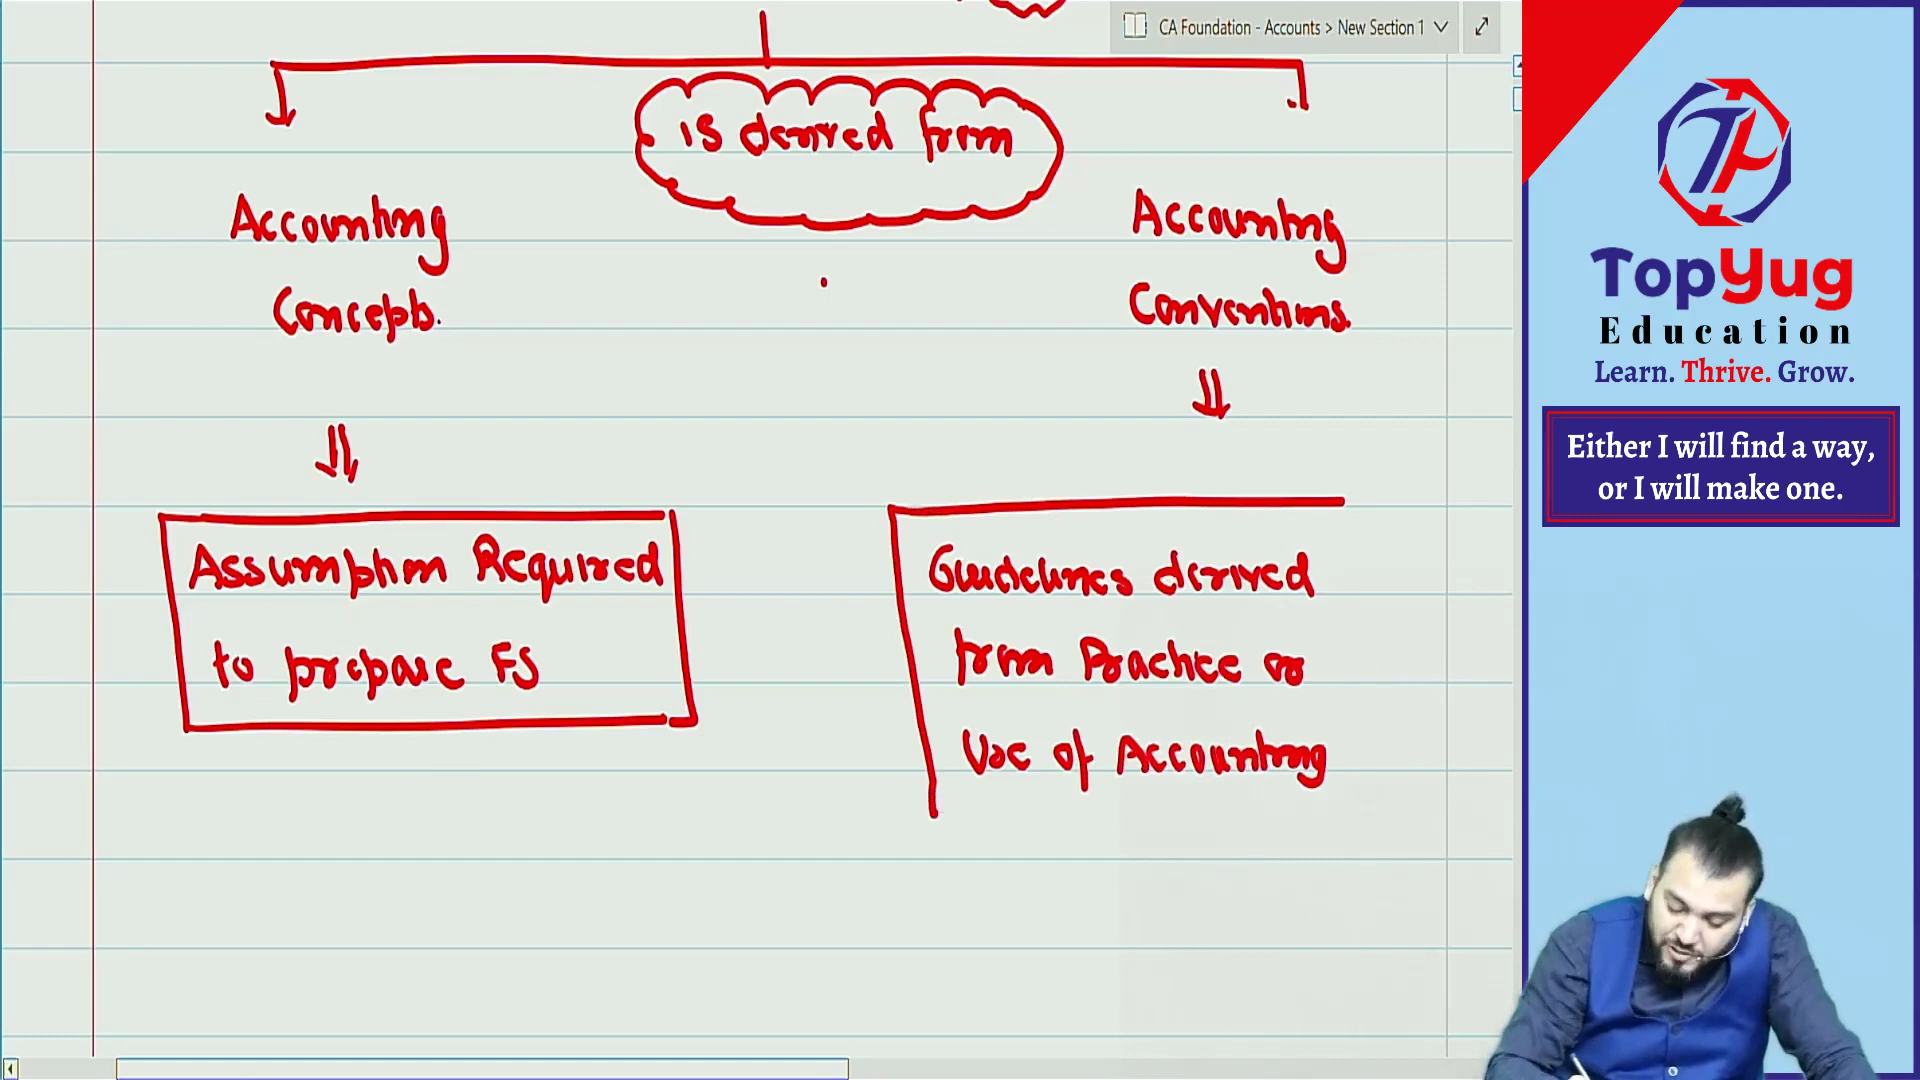 CA Foundation - Accounts > New Section 1
is derived from
Accounting
Concepts.
Accounting
Conventions.
Assumption Required
to prepare FS
Guidelines derived
from Practice or
Use of Accounting
TopYug
Education
Learn. Thrive. Grow.
Either I will find a way,
or I will make one.